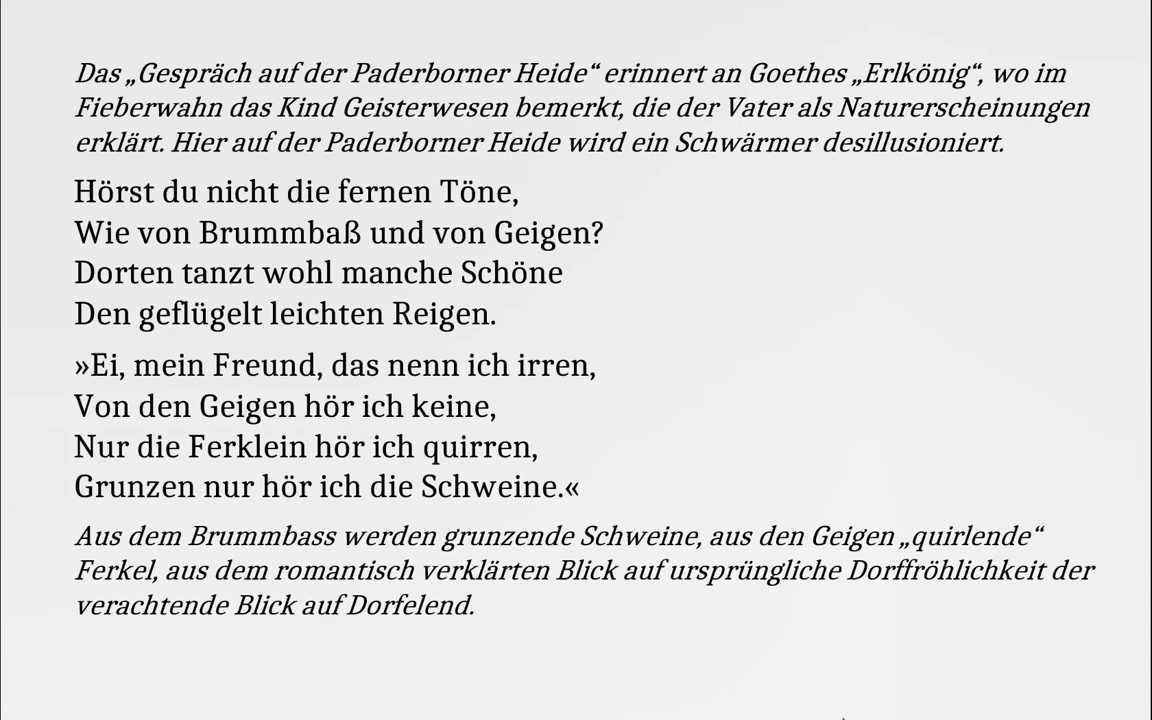 Das „Gespräch auf der Paderborner Heide“ erinnert an Goethes „Erlkönig“, wo im
Fieberwahn das Kind Geisterwesen bemerkt, die der Vater als Naturerscheinungen
erklärt. Hier auf der Paderborner Heide wird ein Schwärmer desillusioniert.
Hörst du nicht die fernen Töne,
Wie von Brummbaß und von Geigen?
Dorten tanzt wohl manche Schöne
Den geflügelt leichten Reigen.
»Ei, mein Freund, das nenn ich irren,
Von den Geigen hör ich keine,
Nur die Ferklein hör ich quirren,
Grunzen nur hör ich die Schweine.«
Aus dem Brummbass werden grunzende Schweine, aus den Geigen „quirlende“
Ferkel, aus dem romantisch verklärten Blick auf ursprüngliche Dorffröhlichkeit der
verachtende Blick auf Dorfelend.